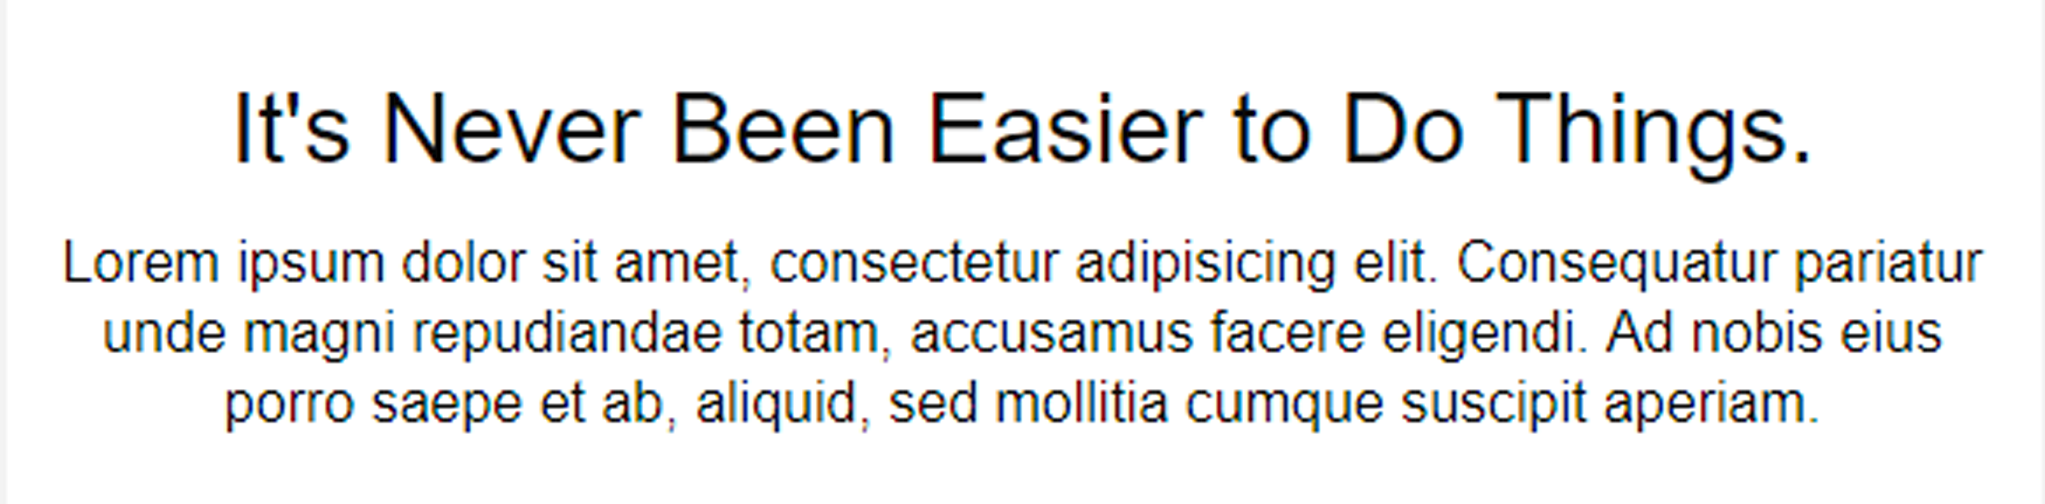 It's Never Been Easier to Do Things.
Lorem ipsum dolor sit amet, consectetur adipisicing elit. Consequatur pariatur
unde magni repudiandae totam, accusamus facere eligendi. Ad nobis eius
porro saepe et ab, aliquid, sed mollitia cumque suscipit aperiam.